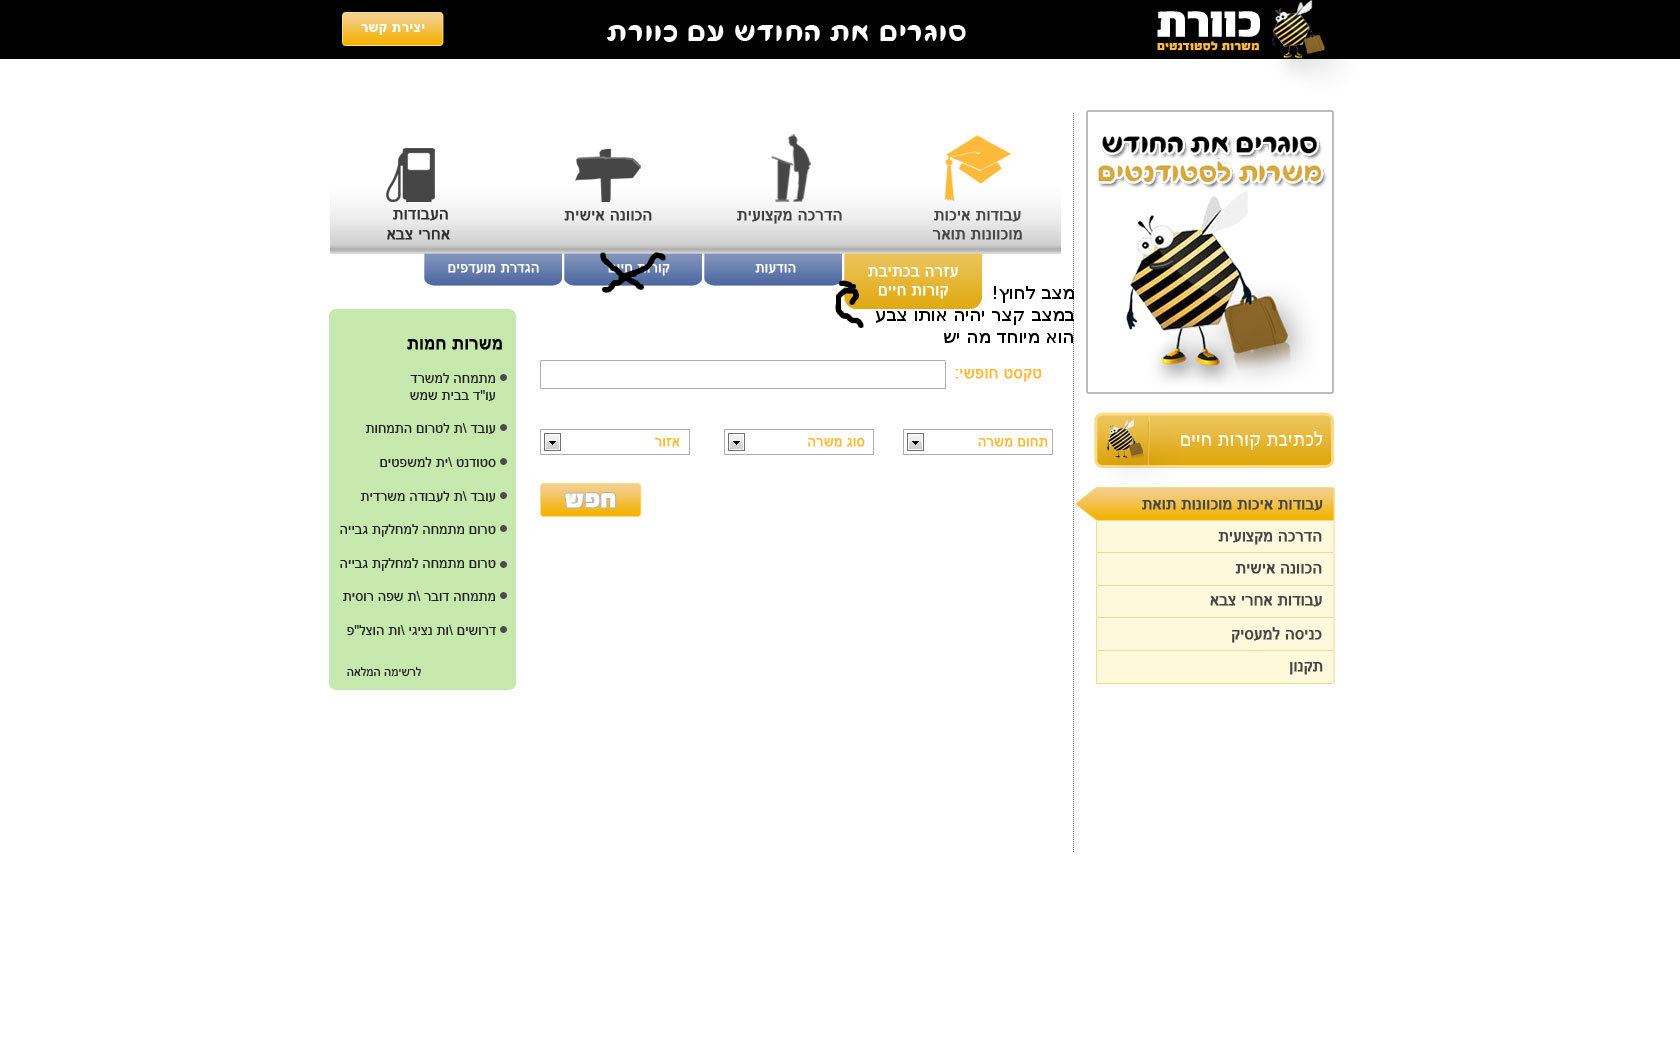 כוורת
משרות לסטודנטים
סוגרים את החודש עם כוורת
יצירת קשר
סוגרים את החודש
משרות לסטודנטים
עבודות איכות
מוכוונות תואר
הדרכה מקצועית
הכוונה אישית
העבודות
אחרי צבא
עזרה בכתיבת
קורות חיים
הודעות
קורות חיים
הגדרת מועדפים
מצב לחוץ!
במצב קצר יהיה אותו צבע
הוא מיוחד מה יש
טקסט חופשי:
תחום משרה
סוג משרה
אזור
חפש
לכתיבת קורות חיים
עבודות איכות מוכוונות תואת
הדרכה מקצועית
הכוונה אישית
עבודות אחרי צבא
כניסה למעסיק
תקנון
משרות חמות
מתמחה למשרד
עו"ד בבית שמש
עובד \ת לטרום התמחות
סטודנט \ית למשפטים
עובד \ת לעבודה משרדית
טרום מתמחה למחלקת גבייה
טרום מתמחה למחלקת גבייה
מתמחה דובר \ת שפה רוסית
דרושים \ות נציגי \ות הוצל"פ
לרשימה המלאה